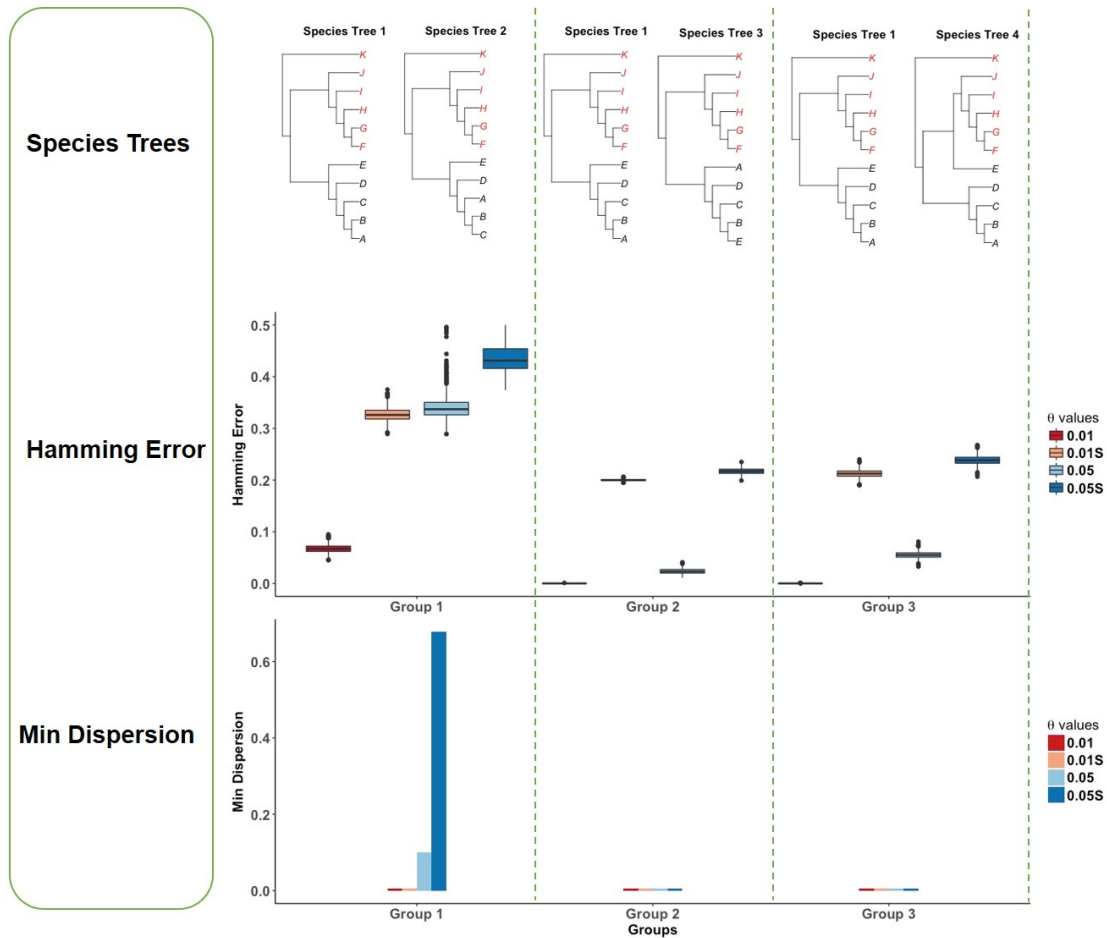 Species Trees
Species Tree 1
Species Tree 2
Species Tree 1
Species Tree 3
Species Tree 1
Species Tree 4
K
J
I
H
G
F
E
D
C
B
A
K
J
I
H
G
F
E
D
A
B
C
K
J
I
H
G
F
E
D
C
B
A
K
J
I
H
G
F
A
D
C
B
E
K
J
I
H
G
F
E
D
C
B
A
K
J
I
H
G
F
E
D
C
B
A
Hamming Error
Hamming Error
0.5
0.4
0.3
0.2
0.1
0.0
Group 1
Group 2
Group 3
θ values
0.01
0.01S
0.05
0.05S
Min Dispersion
Min Dispersion
0.6
0.4
0.2
0.0
Group 1
Group 2
Group 3
Groups
θ values
0.01
0.01S
0.05
0.05S